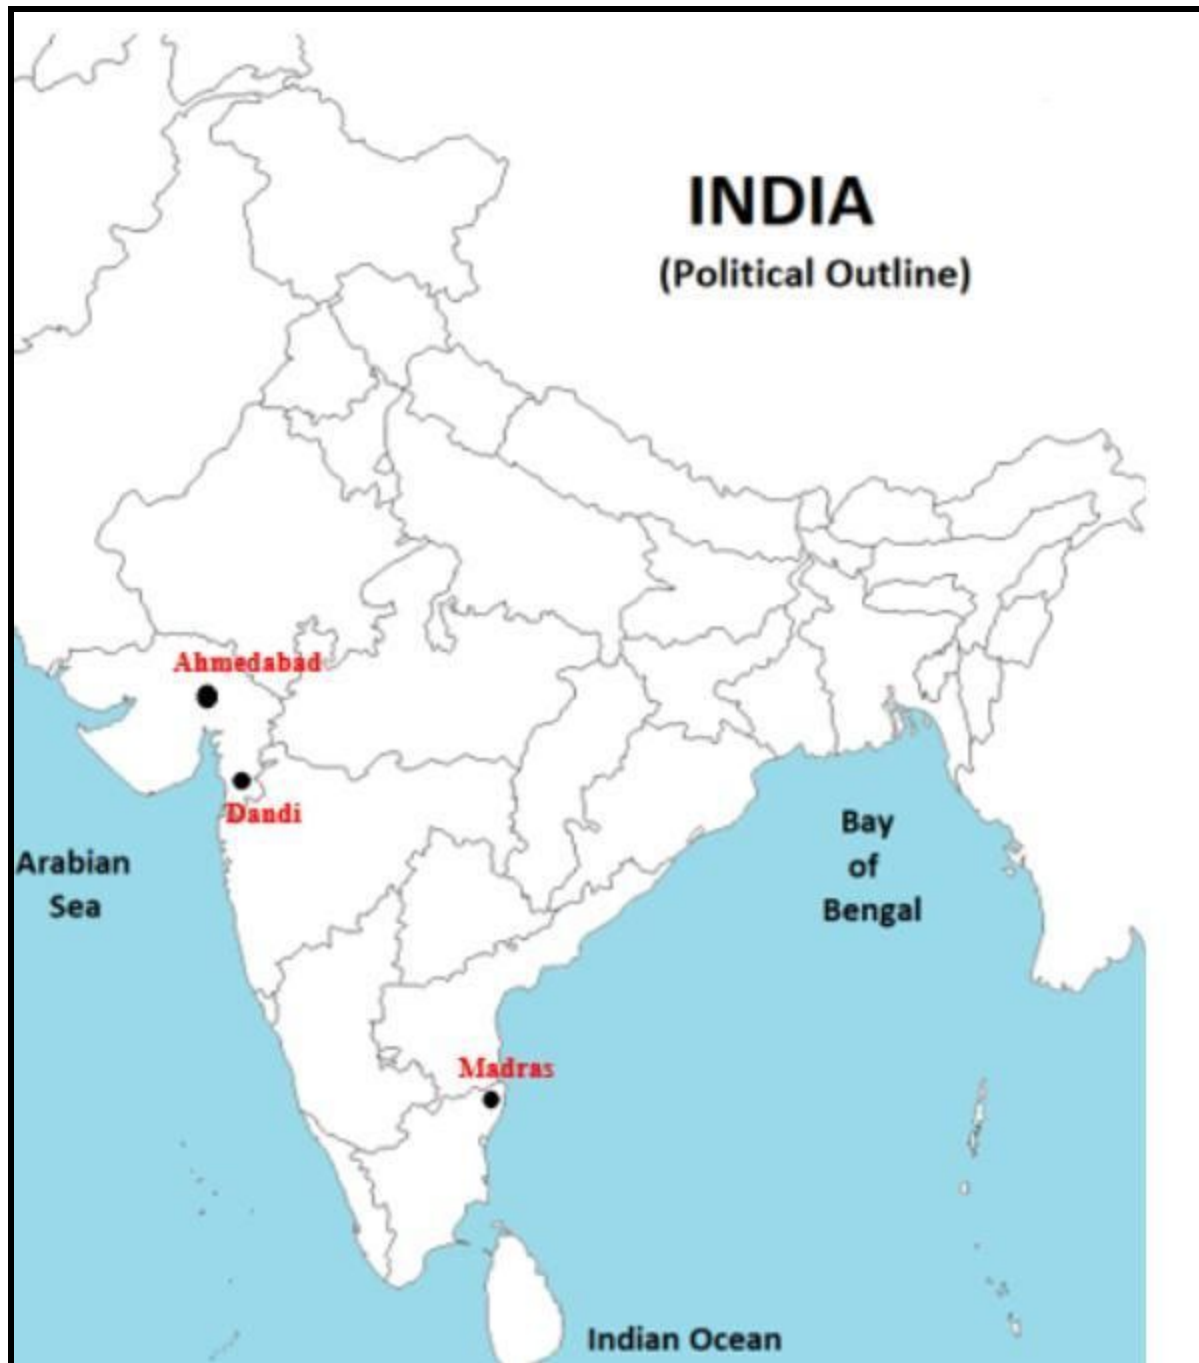 INDIA
(Political Outline)
Ahmedabad
Dandi
Arabian
Sea
Bay
of
Bengal
Madras
Indian Ocean